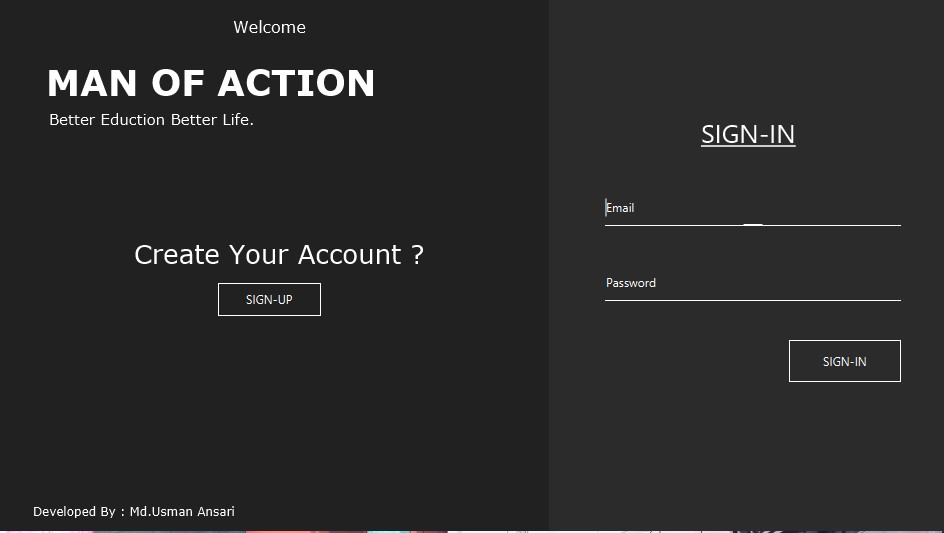 Welcome
MAN OF ACTION
Better Eduction Better Life.
Create Your Account ?
SIGN-UP
Developed By : Md.Usman Ansari
SIGN-IN
Email
Password
SIGN-IN